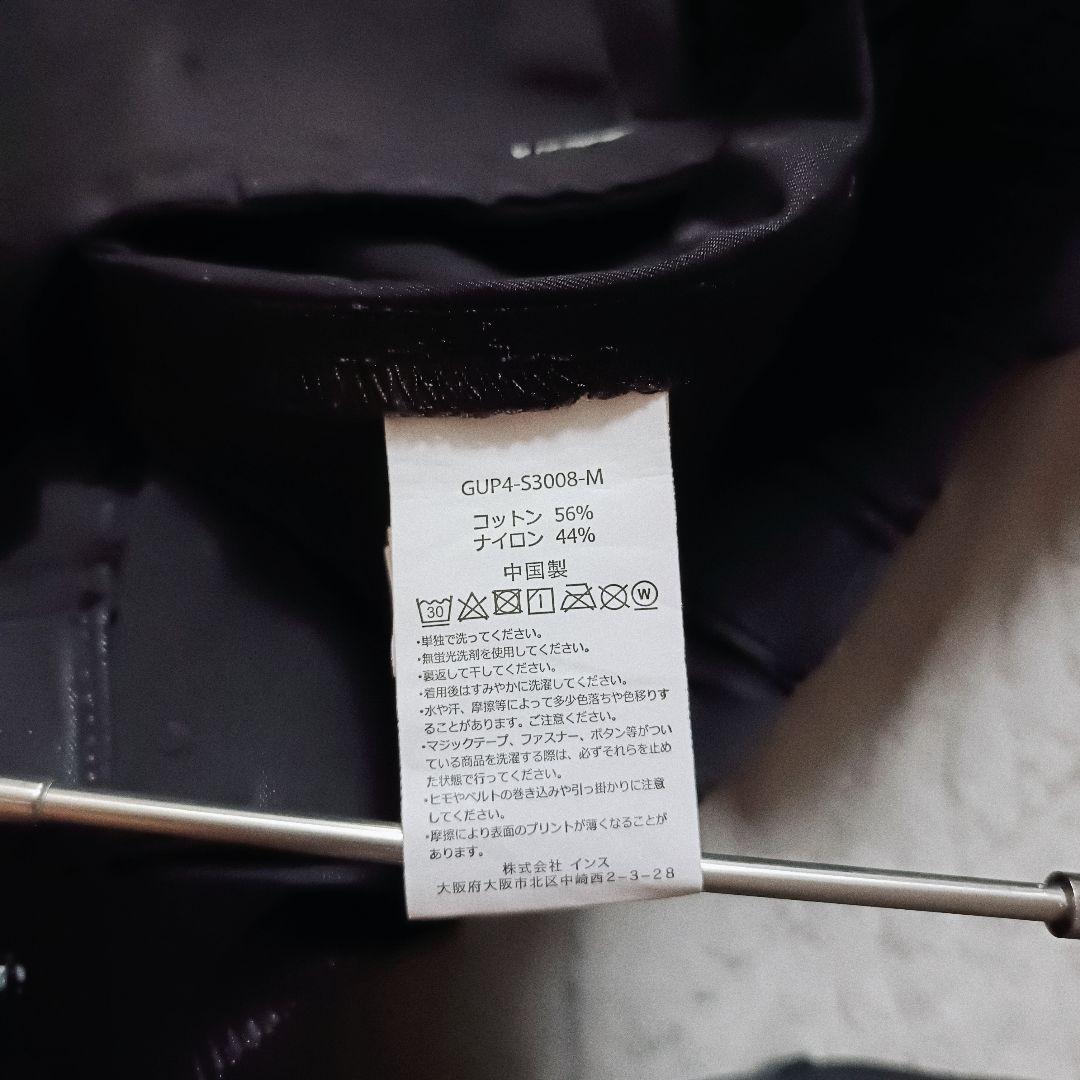 GUP4-S3008-M
コットン 56%
ナイロン 44%
中国製
30 W
・単独で洗ってください。
・無蛍光洗剤を使用してください。
・裏返して干してください。
・着用後はすみやかに洗濯してください。
・水や汗、摩擦等によって多少色落ちや色移りす
ることがあります。ご注意ください。
・マジックテープ、ファスナー、ボタン等がつい
ている商品を洗濯する際は、必ずそれらを止め
た状態で行ってください。
・ヒモやベルトの巻き込みや引っ掛かりに注意
してください。
・摩擦により表面のプリントが薄くなることが
あります。
株式会社 インス
大阪府大阪市北区中崎西2-3-28